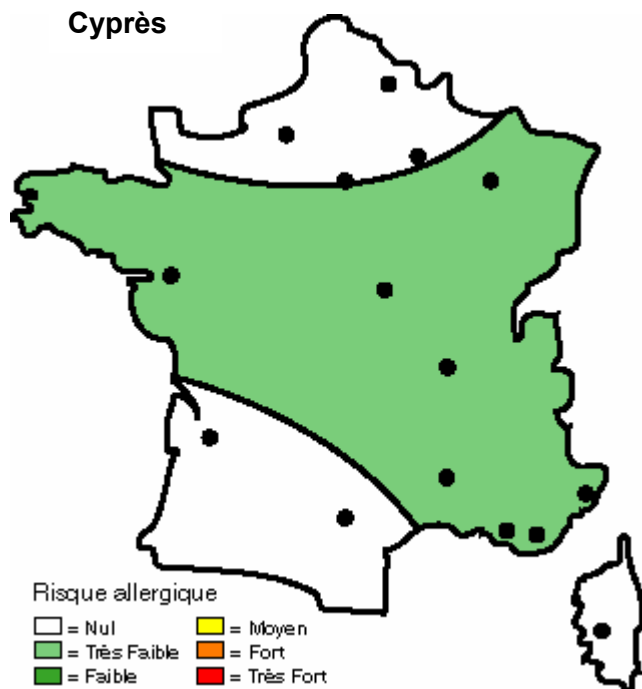 Cyprès
Risque allergique
= Nul
= Moyen
= Très Faible
= Fort
= Faible
= Très Fort